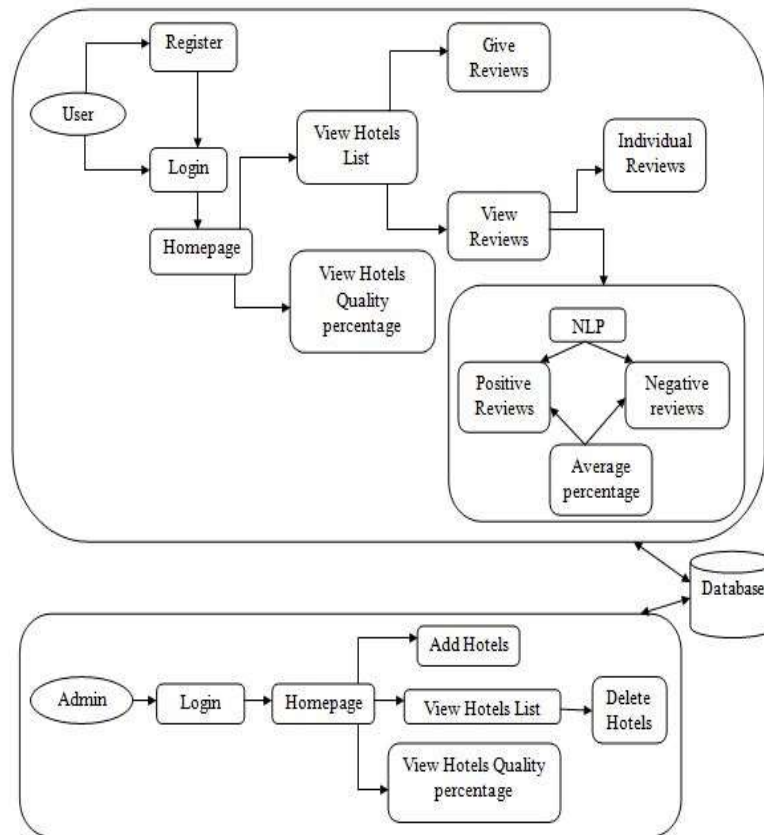 Register
Give
Reviews
User
View Hotels
List
Individual
Reviews
Login
View
Reviews
Homepage
View Hotels
Quality
percentage
NLP
Positive
Reviews
Negative
reviews
Average
percentage
Database
Add Hotels
Admin
Login
Homepage
View Hotels List
Delete
Hotels
View Hotels Quality
percentage